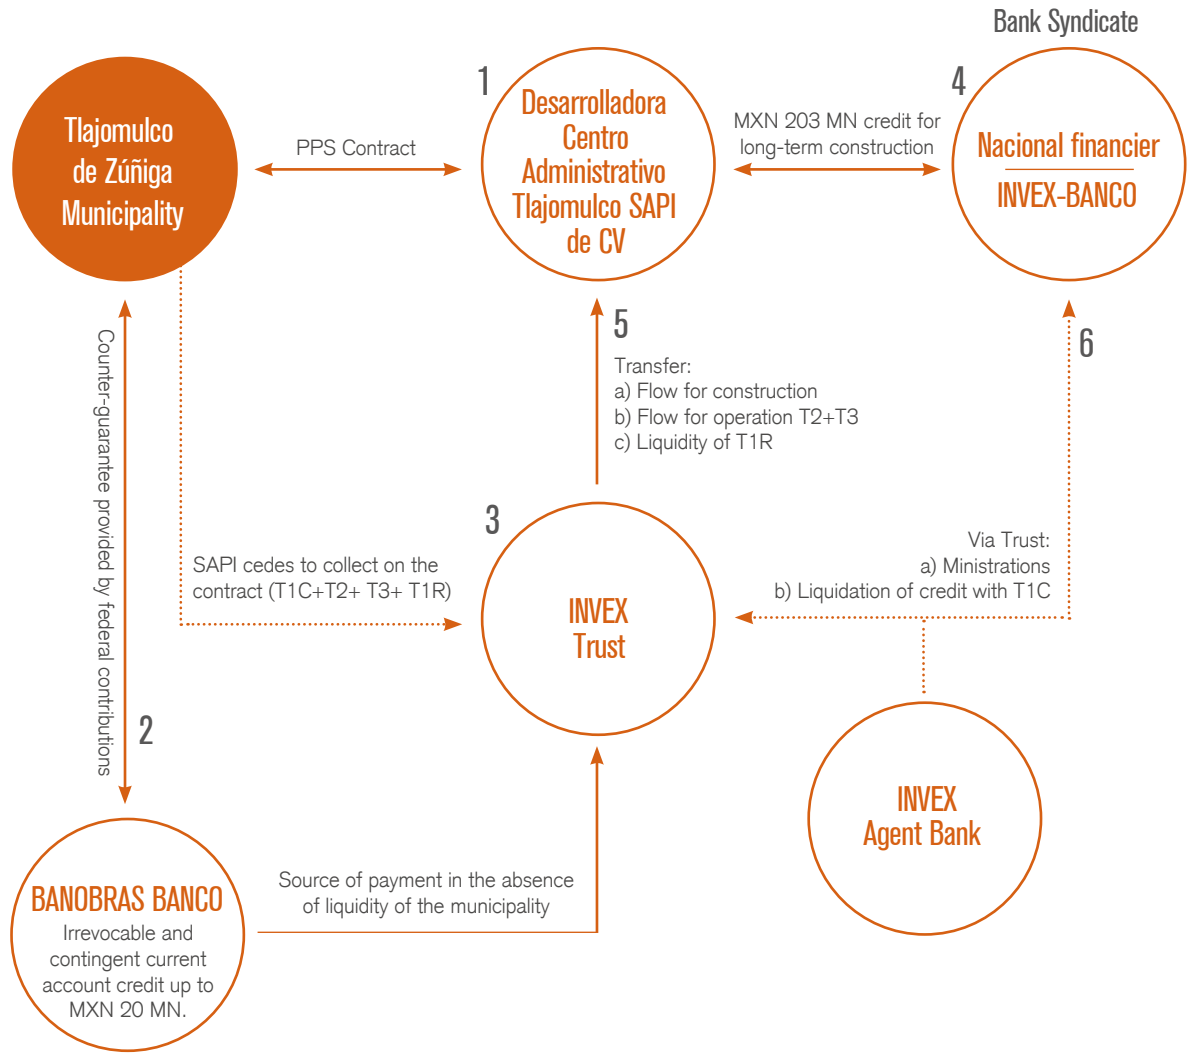 Bank Syndicate
Tlajomulco
de Zúñiga
Municipality
PPS Contract
1
Desarrolladora
Centro
Administrativo
Tlajomulco SAPI
de CV
MXN 203 MN credit for
long-term construction
4
Nacional financier
INVEX-BANCO
Counter-guarantee provided by federal contributions
2
5
Transfer:
a) Flow for construction
b) Flow for operation T2+T3
c) Liquidity of T1R
6
SAPI cedes to collect on the
contract (T1C+T2+ T3+ T1R)
3
INVEX
Trust
Via Trust:
a) Ministrations
b) Liquidation of credit with T1C
INVEX
Agent Bank
BANOBRAS BANCO
Irrevocable and
contingent current
account credit up to
MXN 20 MN.
Source of payment in the absence
of liquidity of the municipality